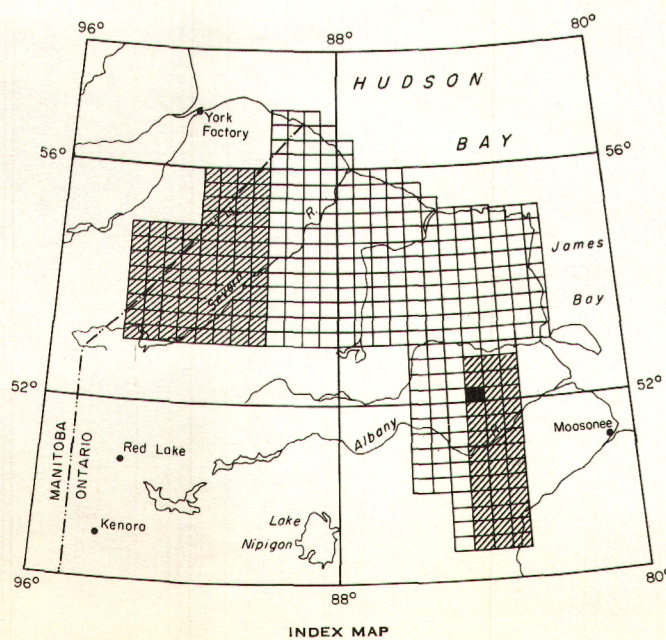 96°
88°
80°
HUDSON
BAY
York
Factory
56°
56°
R.
Severn
James
Bay
52°
52°
Albany
R.
Moosonee
MANITOBA
ONTARIO
Red Lake
Kenora
Lake
Nipigon
96°
88°
80°
INDEX MAP